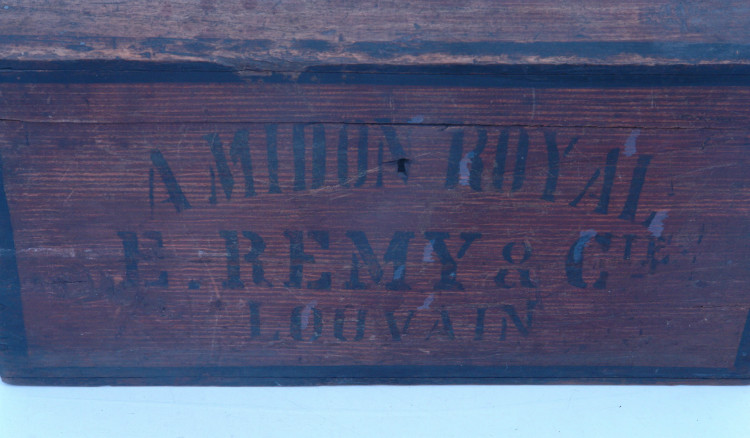 AMIDON ROYAL
E. REMY & Cie
LOUVAIN